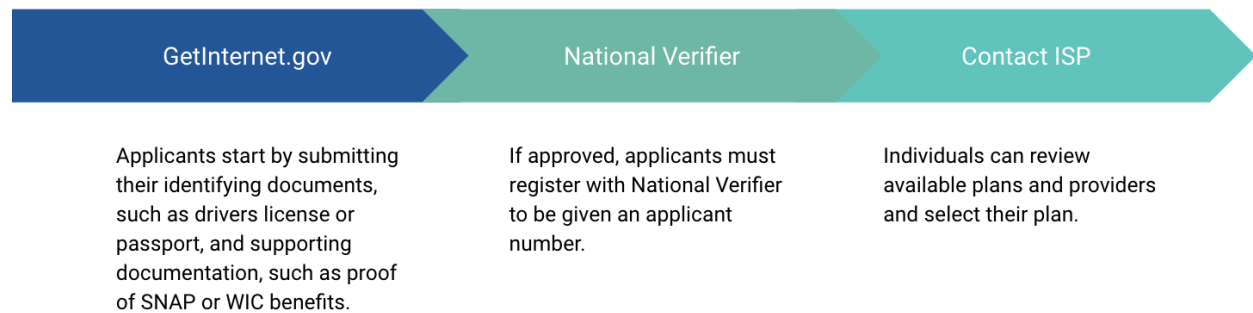 GetInternet.gov
National Verifier
Contact ISP
Applicants start by submitting
their identifying documents,
such as drivers license or
passport, and supporting
documentation, such as proof
of SNAP or WIC benefits.
If approved, applicants must
register with National Verifier
to be given an applicant
number.
Individuals can review
available plans and providers
and select their plan.